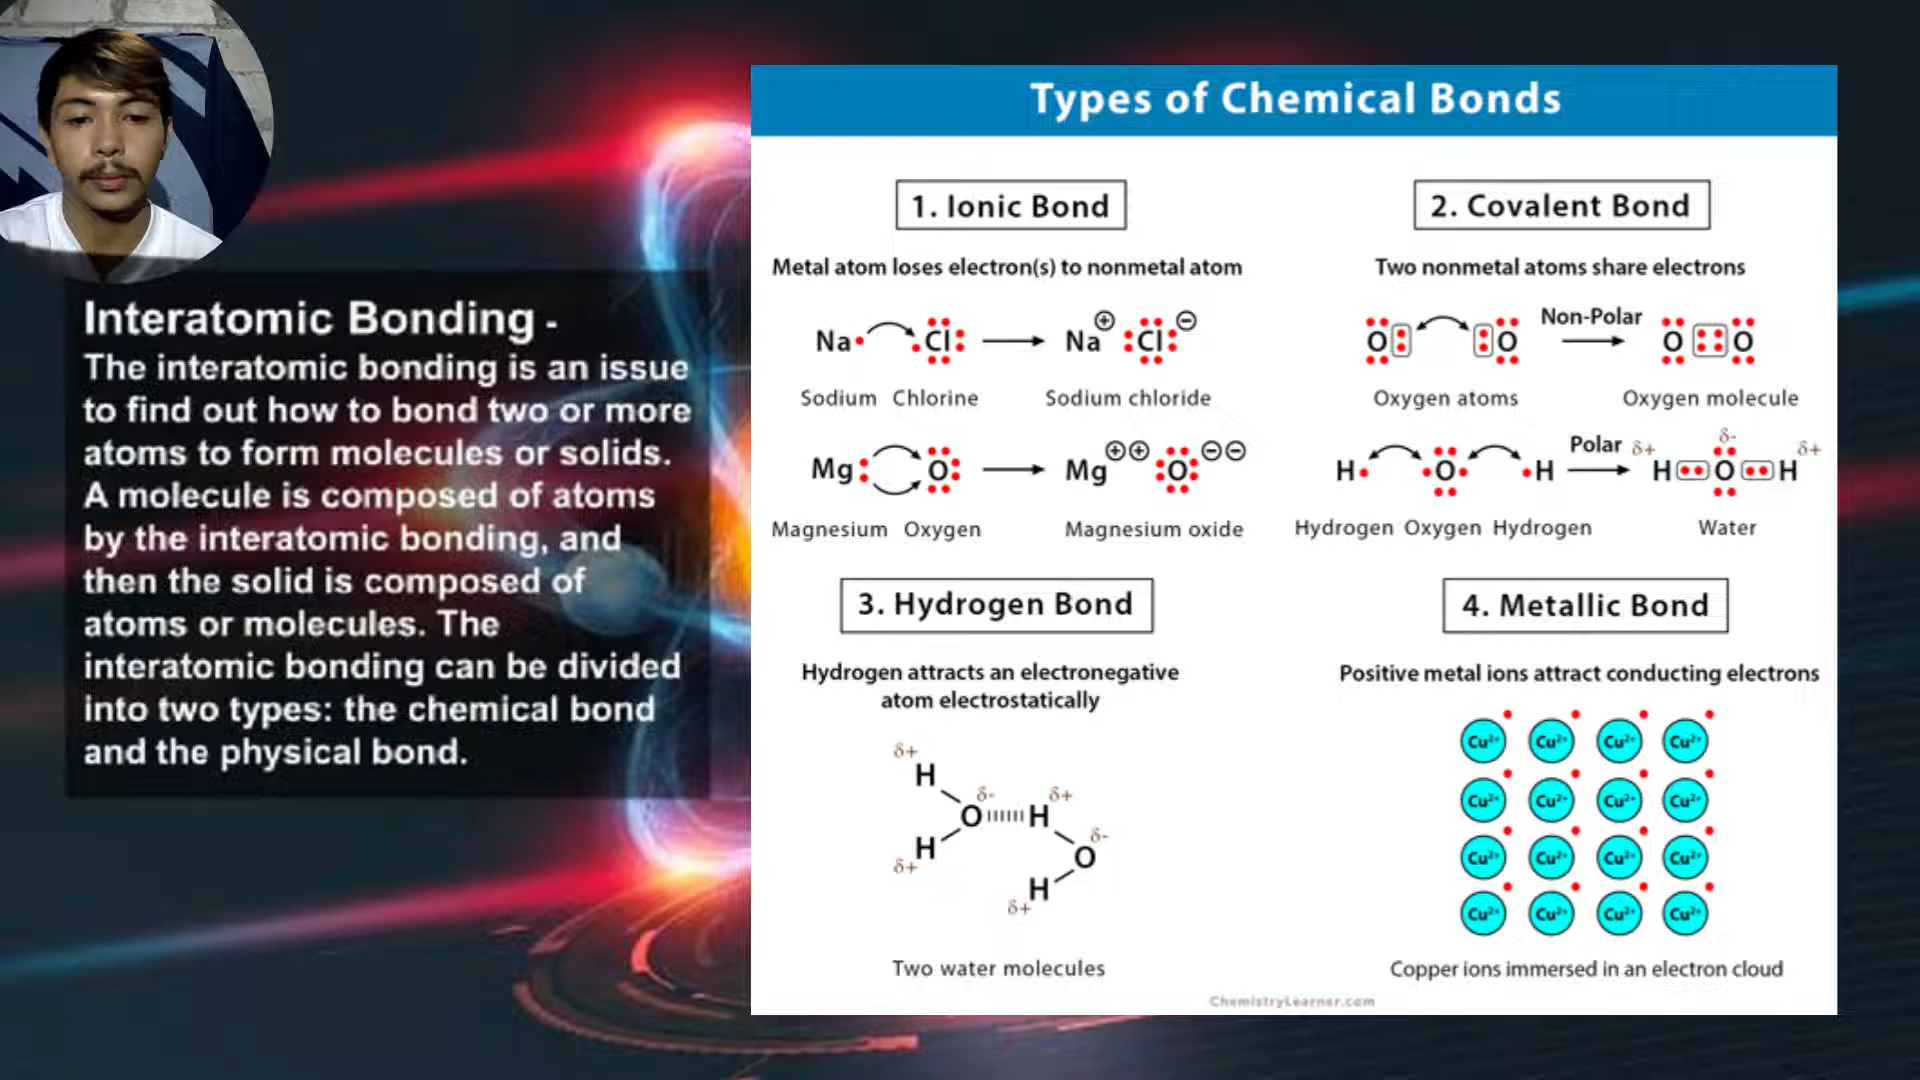 Interatomic Bonding -
The interatomic bonding is an issue
to find out how to bond two or more
atoms to form molecules or solids.
A molecule is composed of atoms
by the interatomic bonding, and
then the solid is composed of
atoms or molecules. The
interatomic bonding can be divided
into two types: the chemical bond
and the physical bond.
Types of Chemical Bonds
1. Ionic Bond
Metal atom loses electron(s) to nonmetal atom
Na Cl Na ⊕ Cl ⊖
Sodium Chlorine Sodium chloride
Mg O Mg ⊕⊕ O ⊖⊖
Magnesium Oxygen Magnesium oxide
2. Covalent Bond
Two nonmetal atoms share electrons
O O Non-Polar O O
Oxygen atoms Oxygen molecule
H O H Polar δ+ H δ- O δ+ H
Hydrogen Oxygen Hydrogen Water
3. Hydrogen Bond
Hydrogen attracts an electronegative
atom electrostatically
δ+
H
δ- δ+
O H
δ-
H O
δ+
H
δ+
Two water molecules
4. Metallic Bond
Positive metal ions attract conducting electrons
Cu²⁺ Cu²⁺ Cu²⁺ Cu²⁺
Cu²⁺ Cu²⁺ Cu²⁺ Cu²⁺
Cu²⁺ Cu²⁺ Cu²⁺ Cu²⁺
Cu²⁺ Cu²⁺ Cu²⁺ Cu²⁺
Copper ions immersed in an electron cloud
ChemistryLearner.com